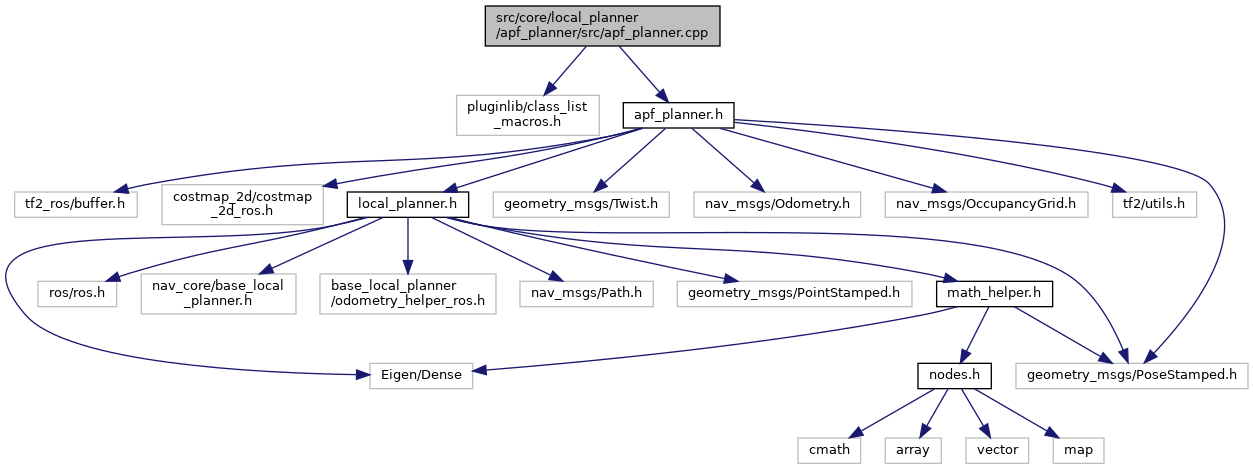 src/core/local_planner
/apf_planner/src/apf_planner.cpp
pluginlib/class_list
_macros.h
apf_planner.h
tf2_ros/buffer.h
costmap_2d/costmap
_2d_ros.h
local_planner.h
geometry_msgs/Twist.h
nav_msgs/Odometry.h
nav_msgs/OccupancyGrid.h
tf2/utils.h
ros/ros.h
nav_core/base_local
_planner.h
base_local_planner
/odometry_helper_ros.h
nav_msgs/Path.h
geometry_msgs/PointStamped.h
math_helper.h
Eigen/Dense
nodes.h
geometry_msgs/PoseStamped.h
cmath
array
vector
map